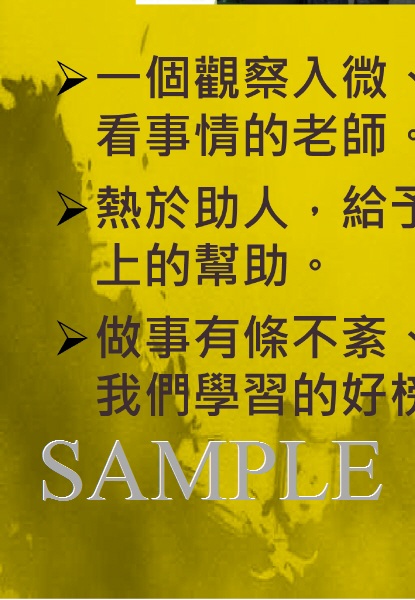 ➢一個觀察入微、
看事情的老師。
➢熱於助人，給予
上的幫助。
➢做事有條不紊、
我們學習的好榜
SAMPLE